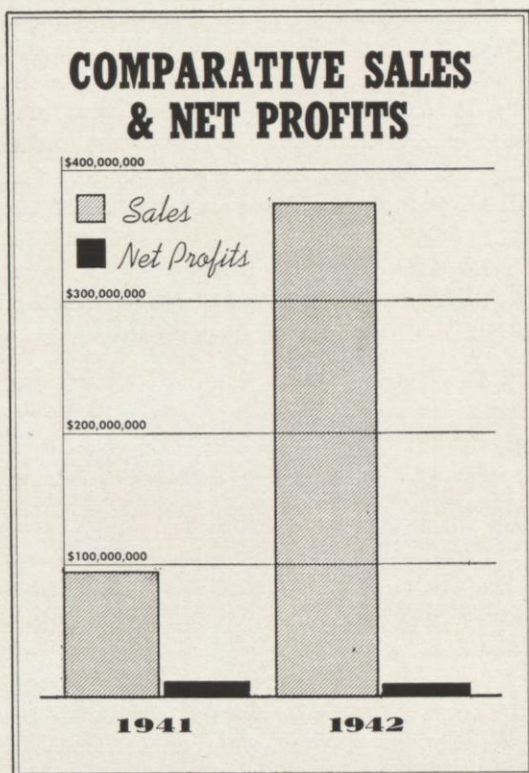 COMPARATIVE SALES
& NET PROFITS
$400,000,000
Sales
Net Profits
$300,000,000
$200,000,000
$100,000,000
1941
1942